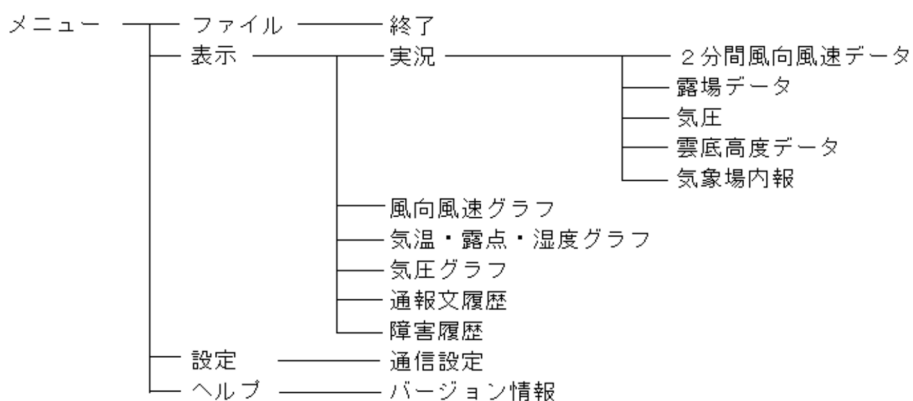 メニュー ファイル 終了
表示 実況 2分間風向風速データ
露場データ
気圧
雲底高度データ
気象場内報
風向風速グラフ
気温・露点・湿度グラフ
気圧グラフ
通報文履歴
障害履歴
設定 通信設定
ヘルプ バージョン情報